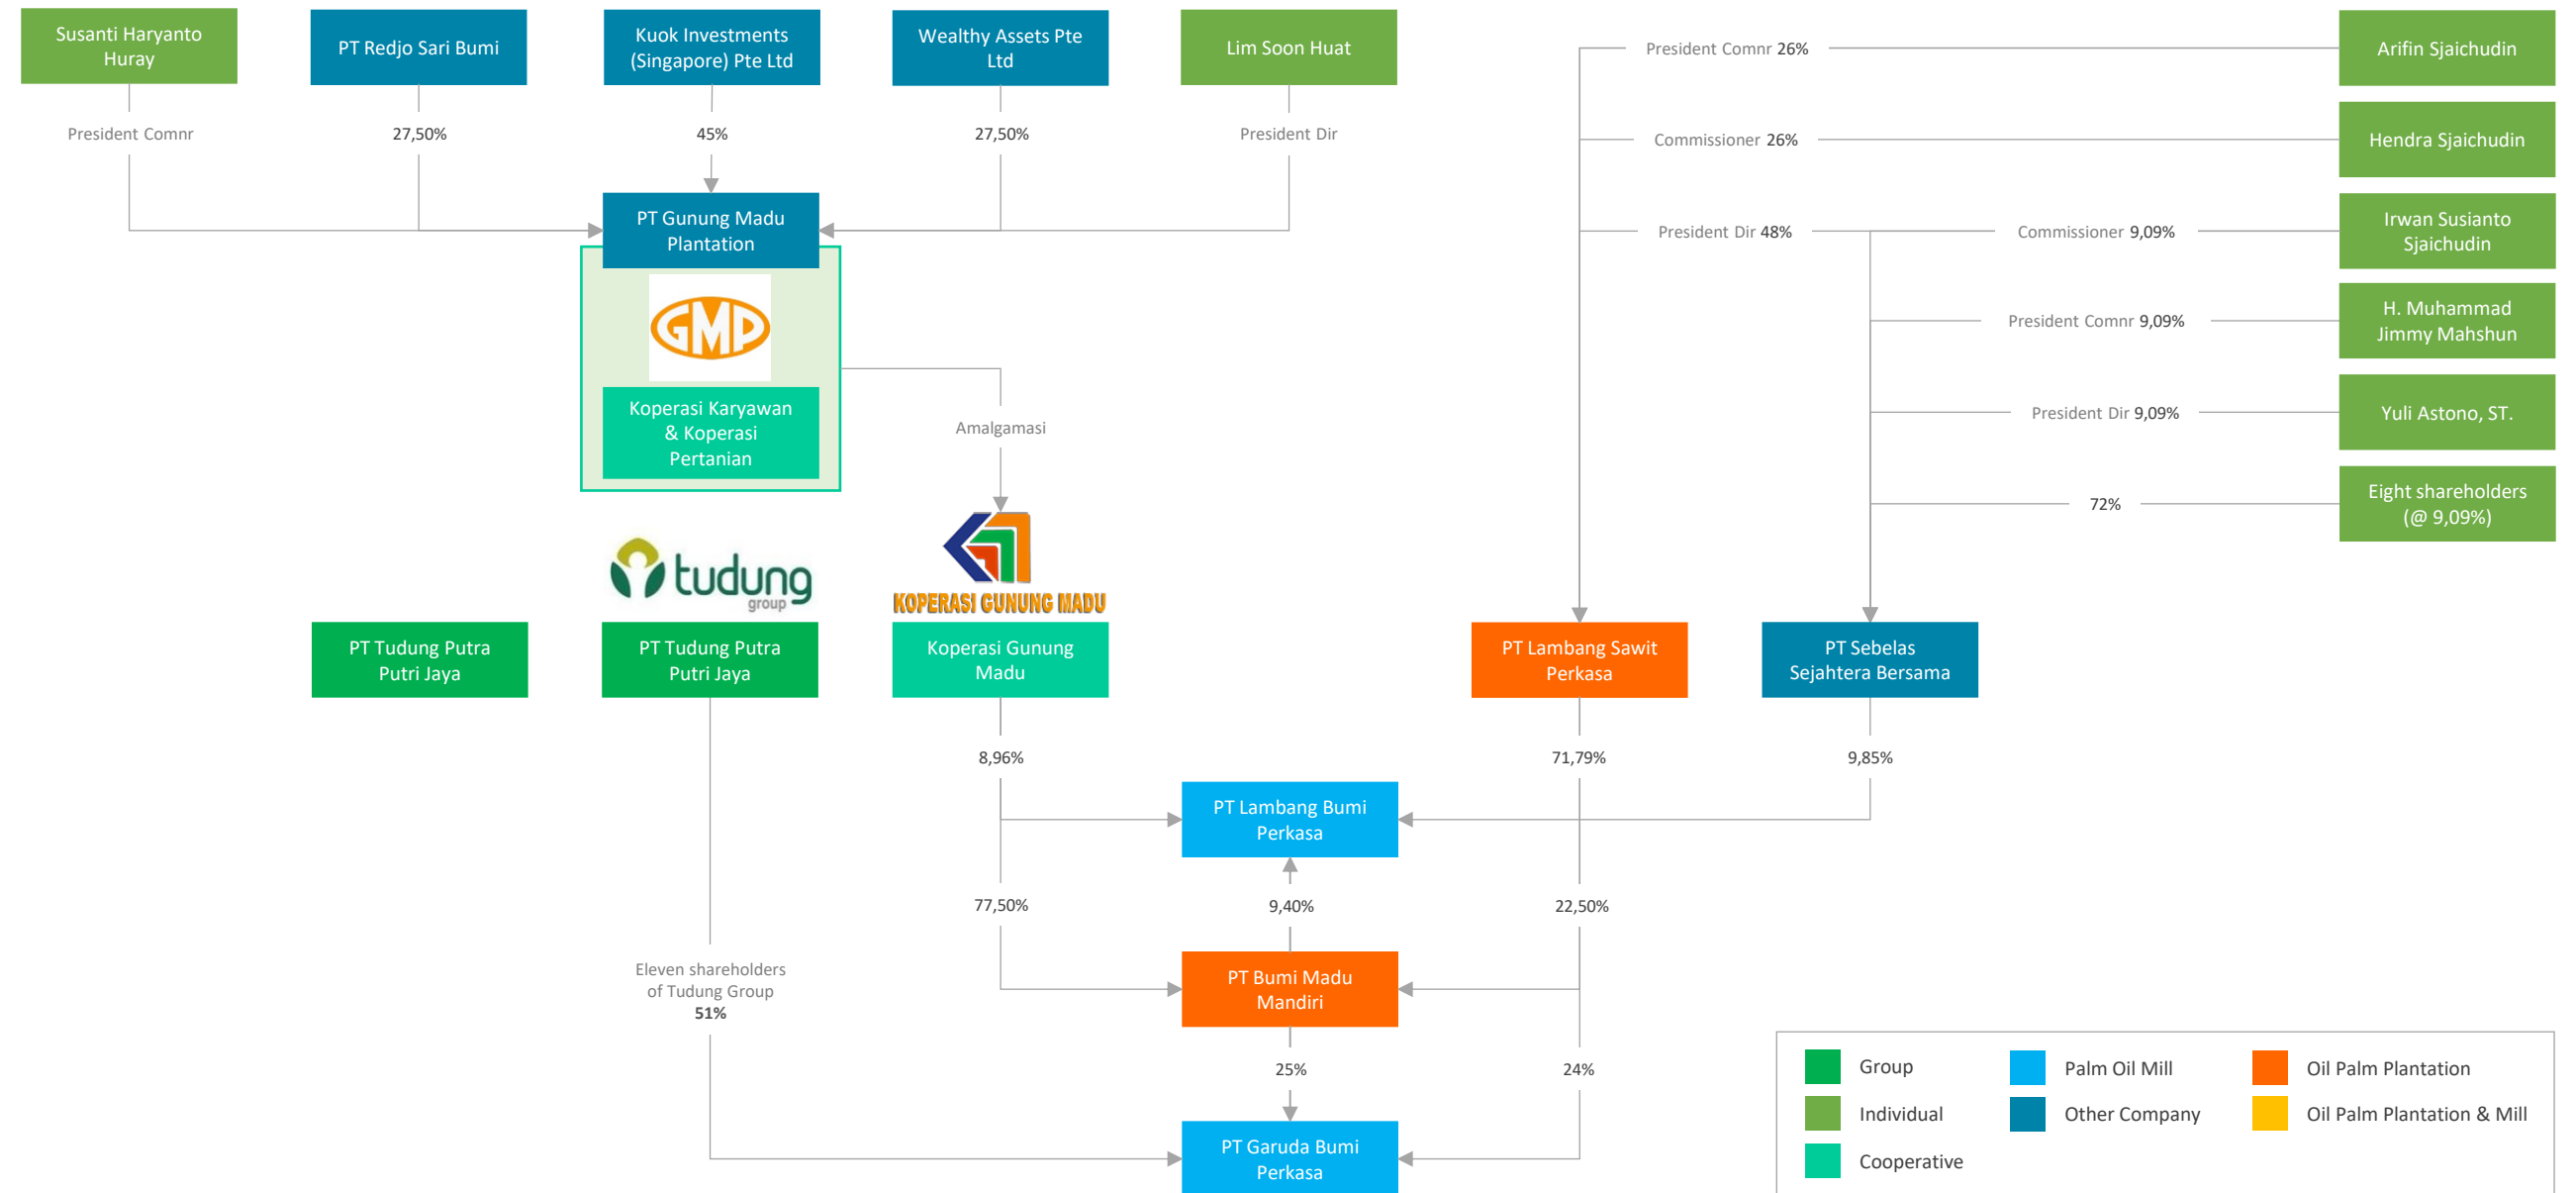 Susanti Haryanto
Huray
PT Redjo Sari Bumi
Kuok Investments
(Singapore) Pte Ltd
Wealthy Assets Pte
Ltd
Lim Soon Huat
President Comnr 26%
Arifin Sjaichudin
President Comnr
27,50%
45%
27,50%
President Dir
Commissioner 26%
Hendra Sjaichudin
PT Gunung Madu
Plantation
President Dir 48%
Commissioner 9,09%
Irwan Susianto
Sjaichudin
GMP
President Comnr 9,09%
H. Muhammad
Jimmy Mahshun
Koperasi Karyawan
& Koperasi
Pertanian
Amalgamasi
President Dir 9,09%
Yuli Astono, ST.
72%
Eight shareholders
(@ 9,09%)
tudung
group
KOPERASI GUNUNG MADU
PT Tudung Putra
Putri Jaya
PT Tudung Putra
Putri Jaya
Koperasi Gunung
Madu
PT Lambang Sawit
Perkasa
PT Sebelas
Sejahtera Bersama
8,96%
71,79%
9,85%
PT Lambang Bumi
Perkasa
77,50%
9,40%
22,50%
Eleven shareholders
of Tudung Group
51%
PT Bumi Madu
Mandiri
25%
24%
PT Garuda Bumi
Perkasa
Group
Palm Oil Mill
Oil Palm Plantation
Individual
Other Company
Oil Palm Plantation & Mill
Cooperative